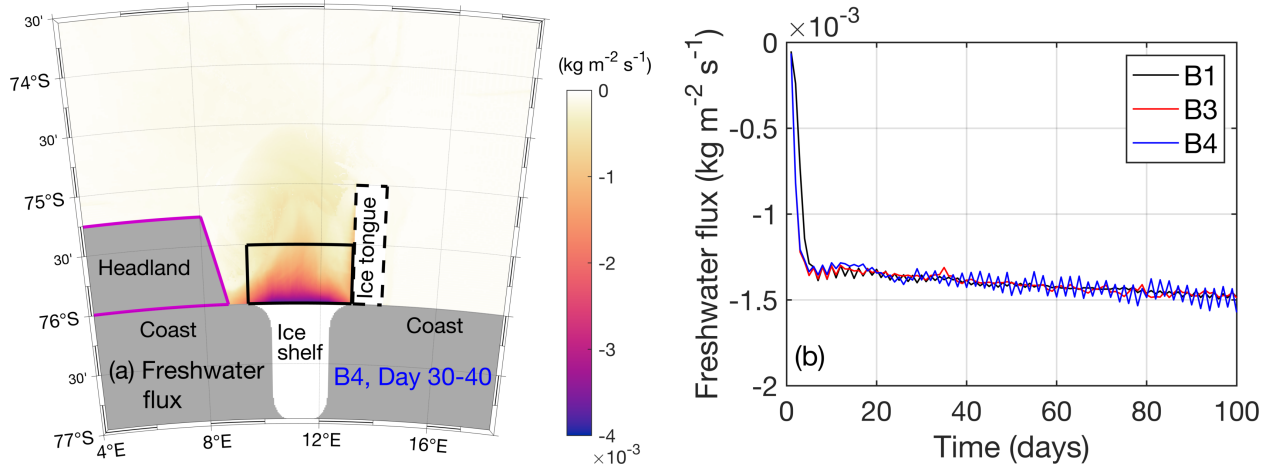 30'
74°S
30'
75°S
30'
76°S
30'
77°S
4°E
8°E
12°E
16°E
Headland
Coast
Ice
shelf
Coast
Ice tongue
(a) Freshwater
flux
B4, Day 30-40
(kg m⁻² s⁻¹)
0
-1
-2
-3
-4
×10⁻³
×10⁻³
0
-0.5
-1
-1.5
-2
Freshwater flux (kg m⁻² s⁻¹)
B1
B3
B4
(b)
0
20
40
60
80
100
Time (days)